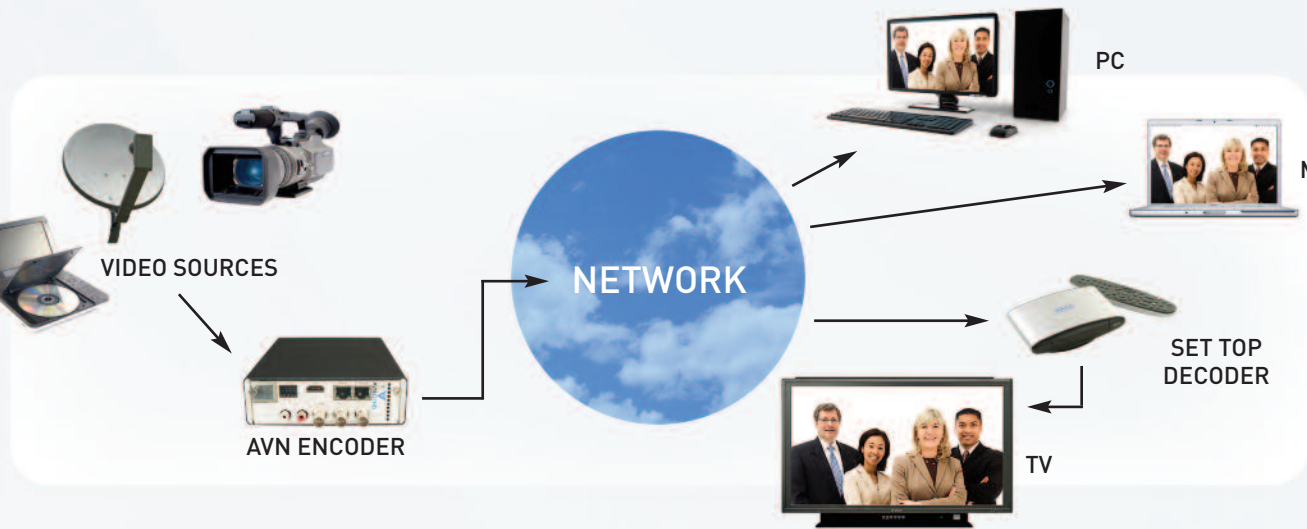 PC
VIDEO SOURCES
NETWORK
SET TOP
DECODER
AVN ENCODER
TV